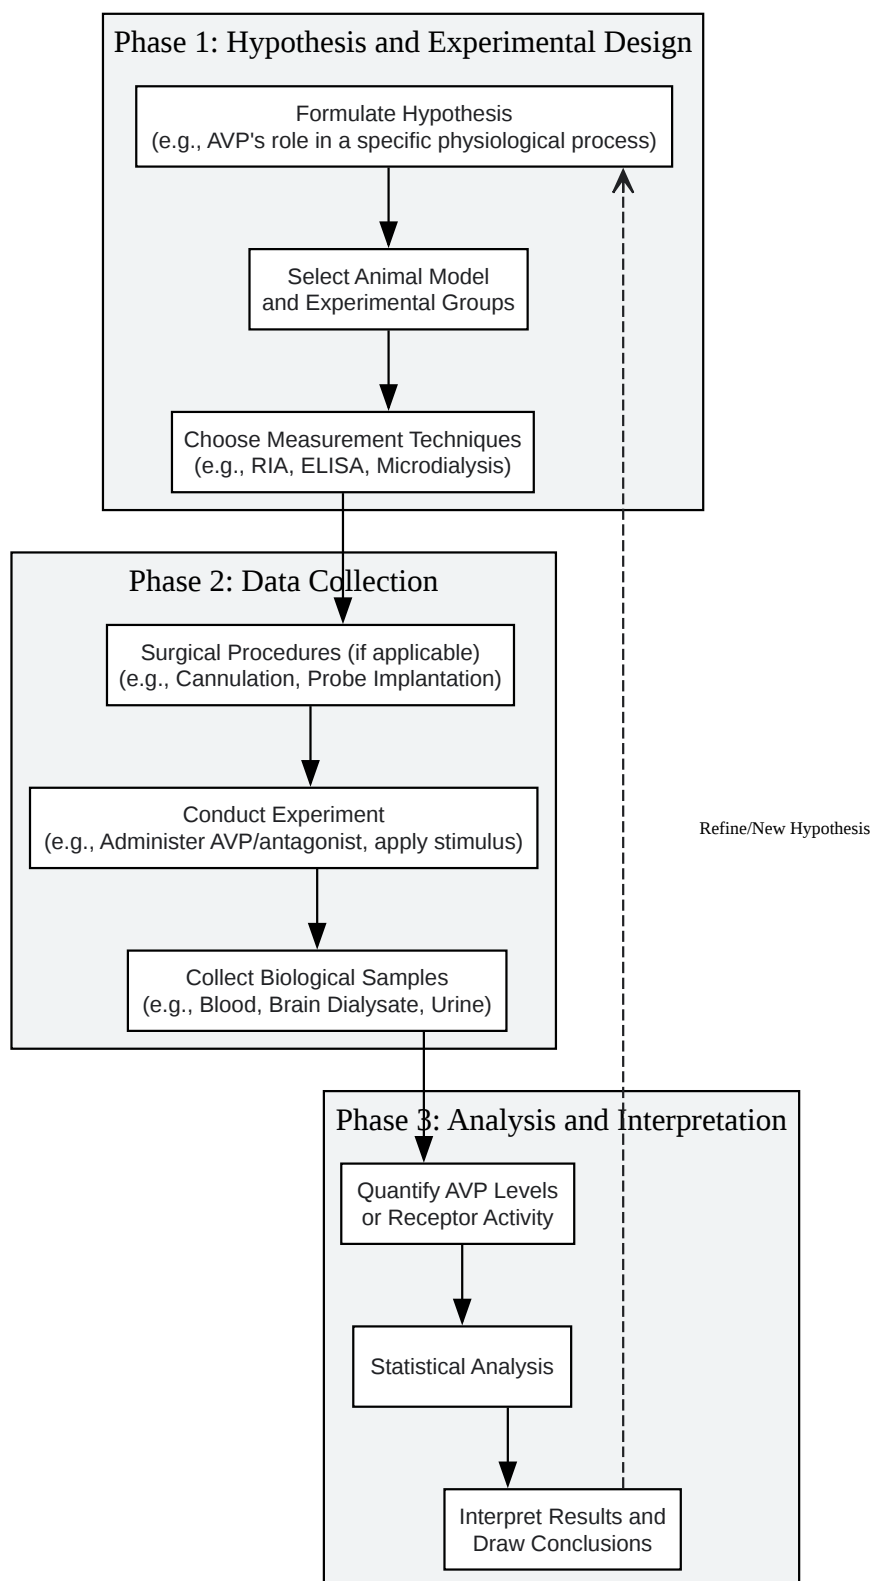 Phase 1: Hypothesis and Experimental Design
Formulate Hypothesis
(e.g., AVP's role in a specific physiological process)
Select Animal Model
and Experimental Groups
Choose Measurement Techniques
(e.g., RIA, ELISA, Microdialysis)
Phase 2: Data Collection
Surgical Procedures (if applicable)
(e.g., Cannulation, Probe Implantation)
Conduct Experiment
(e.g., Administer AVP/antagonist, apply stimulus)
Refine/New Hypothesis
Collect Biological Samples
(e.g., Blood, Brain Dialysate, Urine)
Phase 3: Analysis and Interpretation
Quantify AVP Levels
or Receptor Activity
Statistical Analysis
Interpret Results and
Draw Conclusions